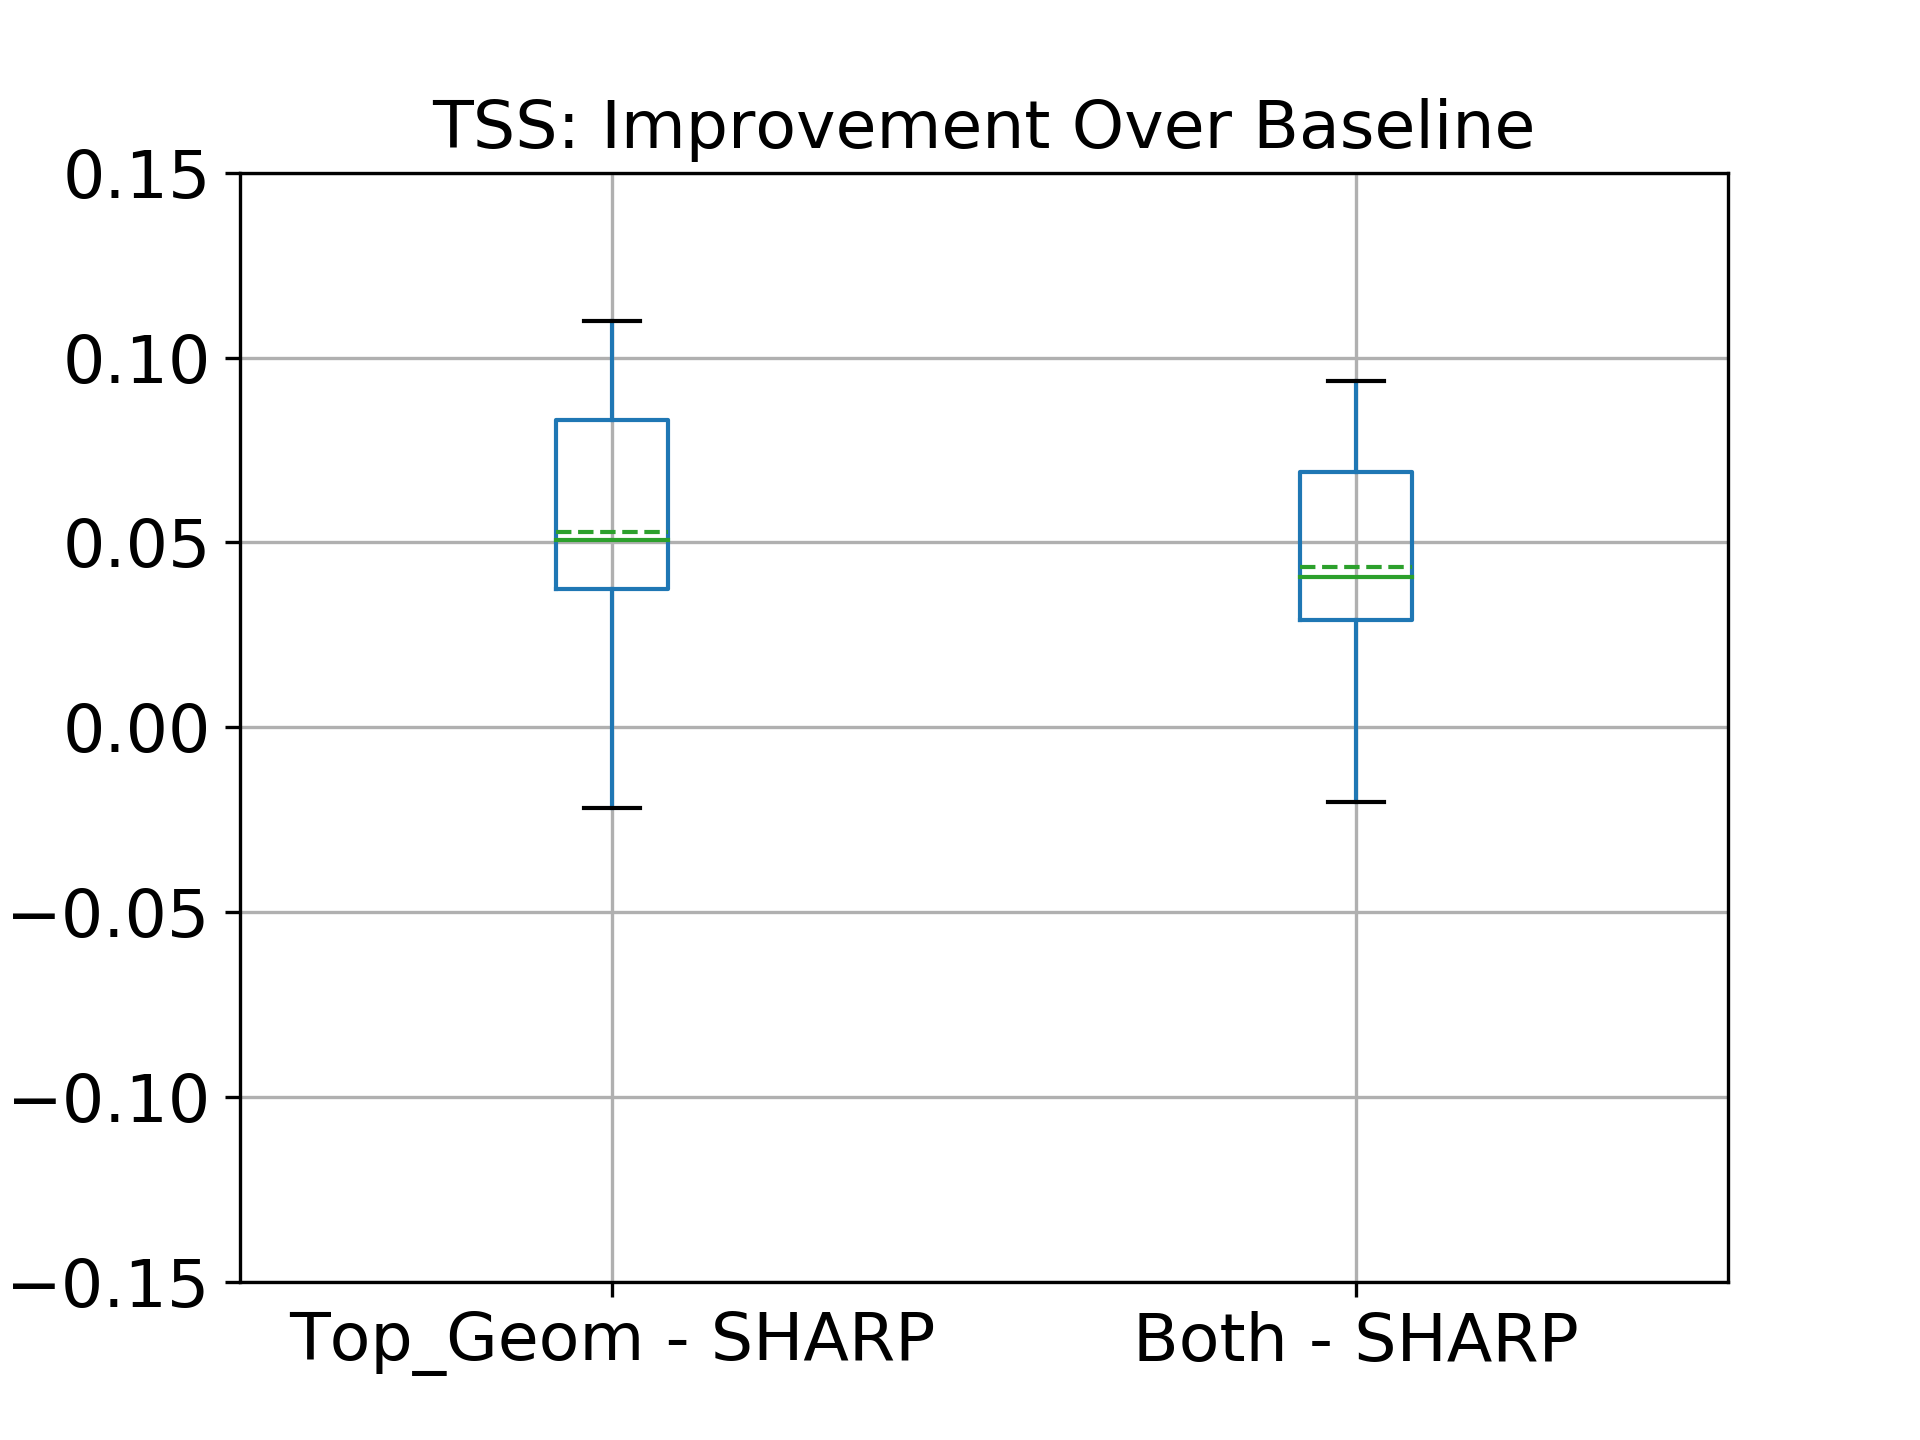 TSS: Improvement Over Baseline
0.15
0.10
0.05
0.00
−0.05
−0.10
−0.15
Top_Geom - SHARP
Both - SHARP